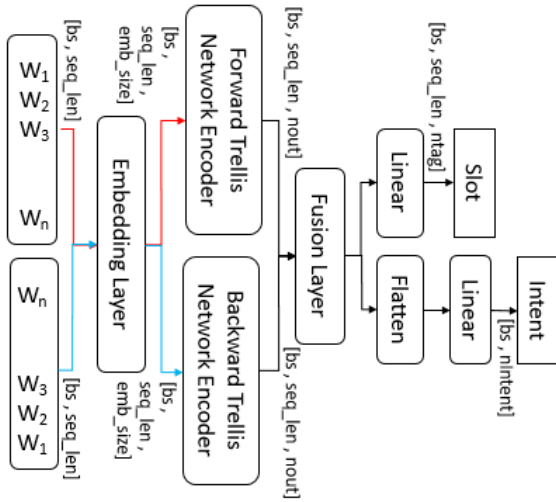 W1
W2
W3
Wn
[bs , seq_len]
Wn
W3
W2
W1
[bs , seq_len]
Embedding Layer
[bs ,
seq_len ,
emb_size]
[bs ,
seq_len ,
emb_size]
Forward Trellis
Network Encoder
Backward Trellis
Network Encoder
[bs , seq_len , nout]
[bs , seq_len , nout]
Fusion Layer
Linear
[bs , seq_len , ntag]
Slot
Flatten
Linear
[bs , nIntent]
Intent